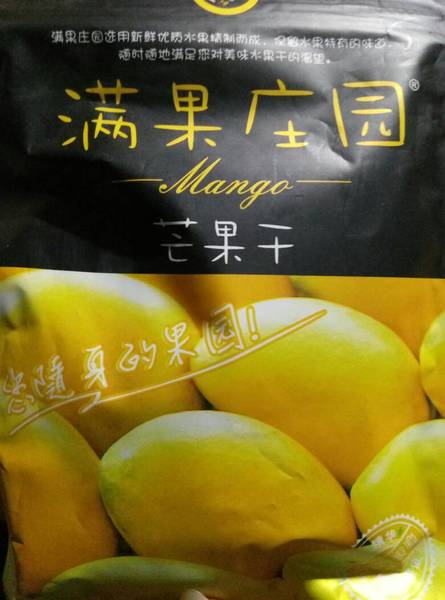 满果庄园选用新鲜优质水果精制而成，保留水果特有的味道，
随时随地满足您对美味水果干的渴望。
满果庄园®
Mango
芒果干
您隨身的果园!